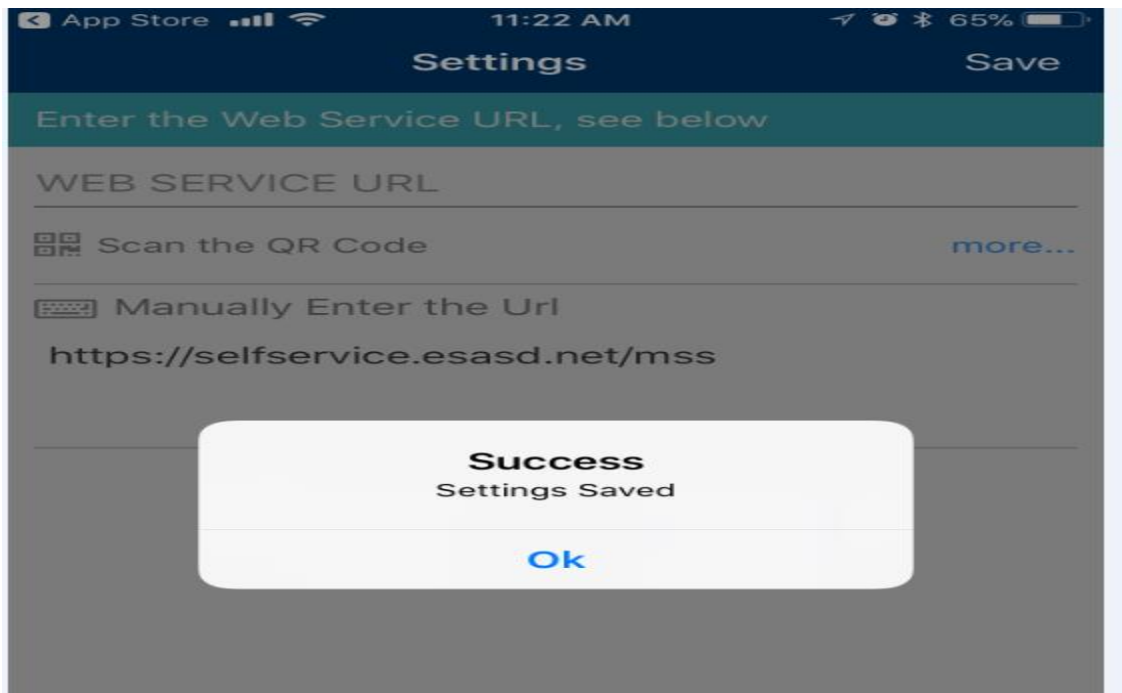 App Store 11:22 AM 65%
Settings Save
Enter the Web Service URL, see below
WEB SERVICE URL
Scan the QR Code more...
Manually Enter the Url
https://selfservice.esasd.net/mss
Success
Settings Saved
Ok